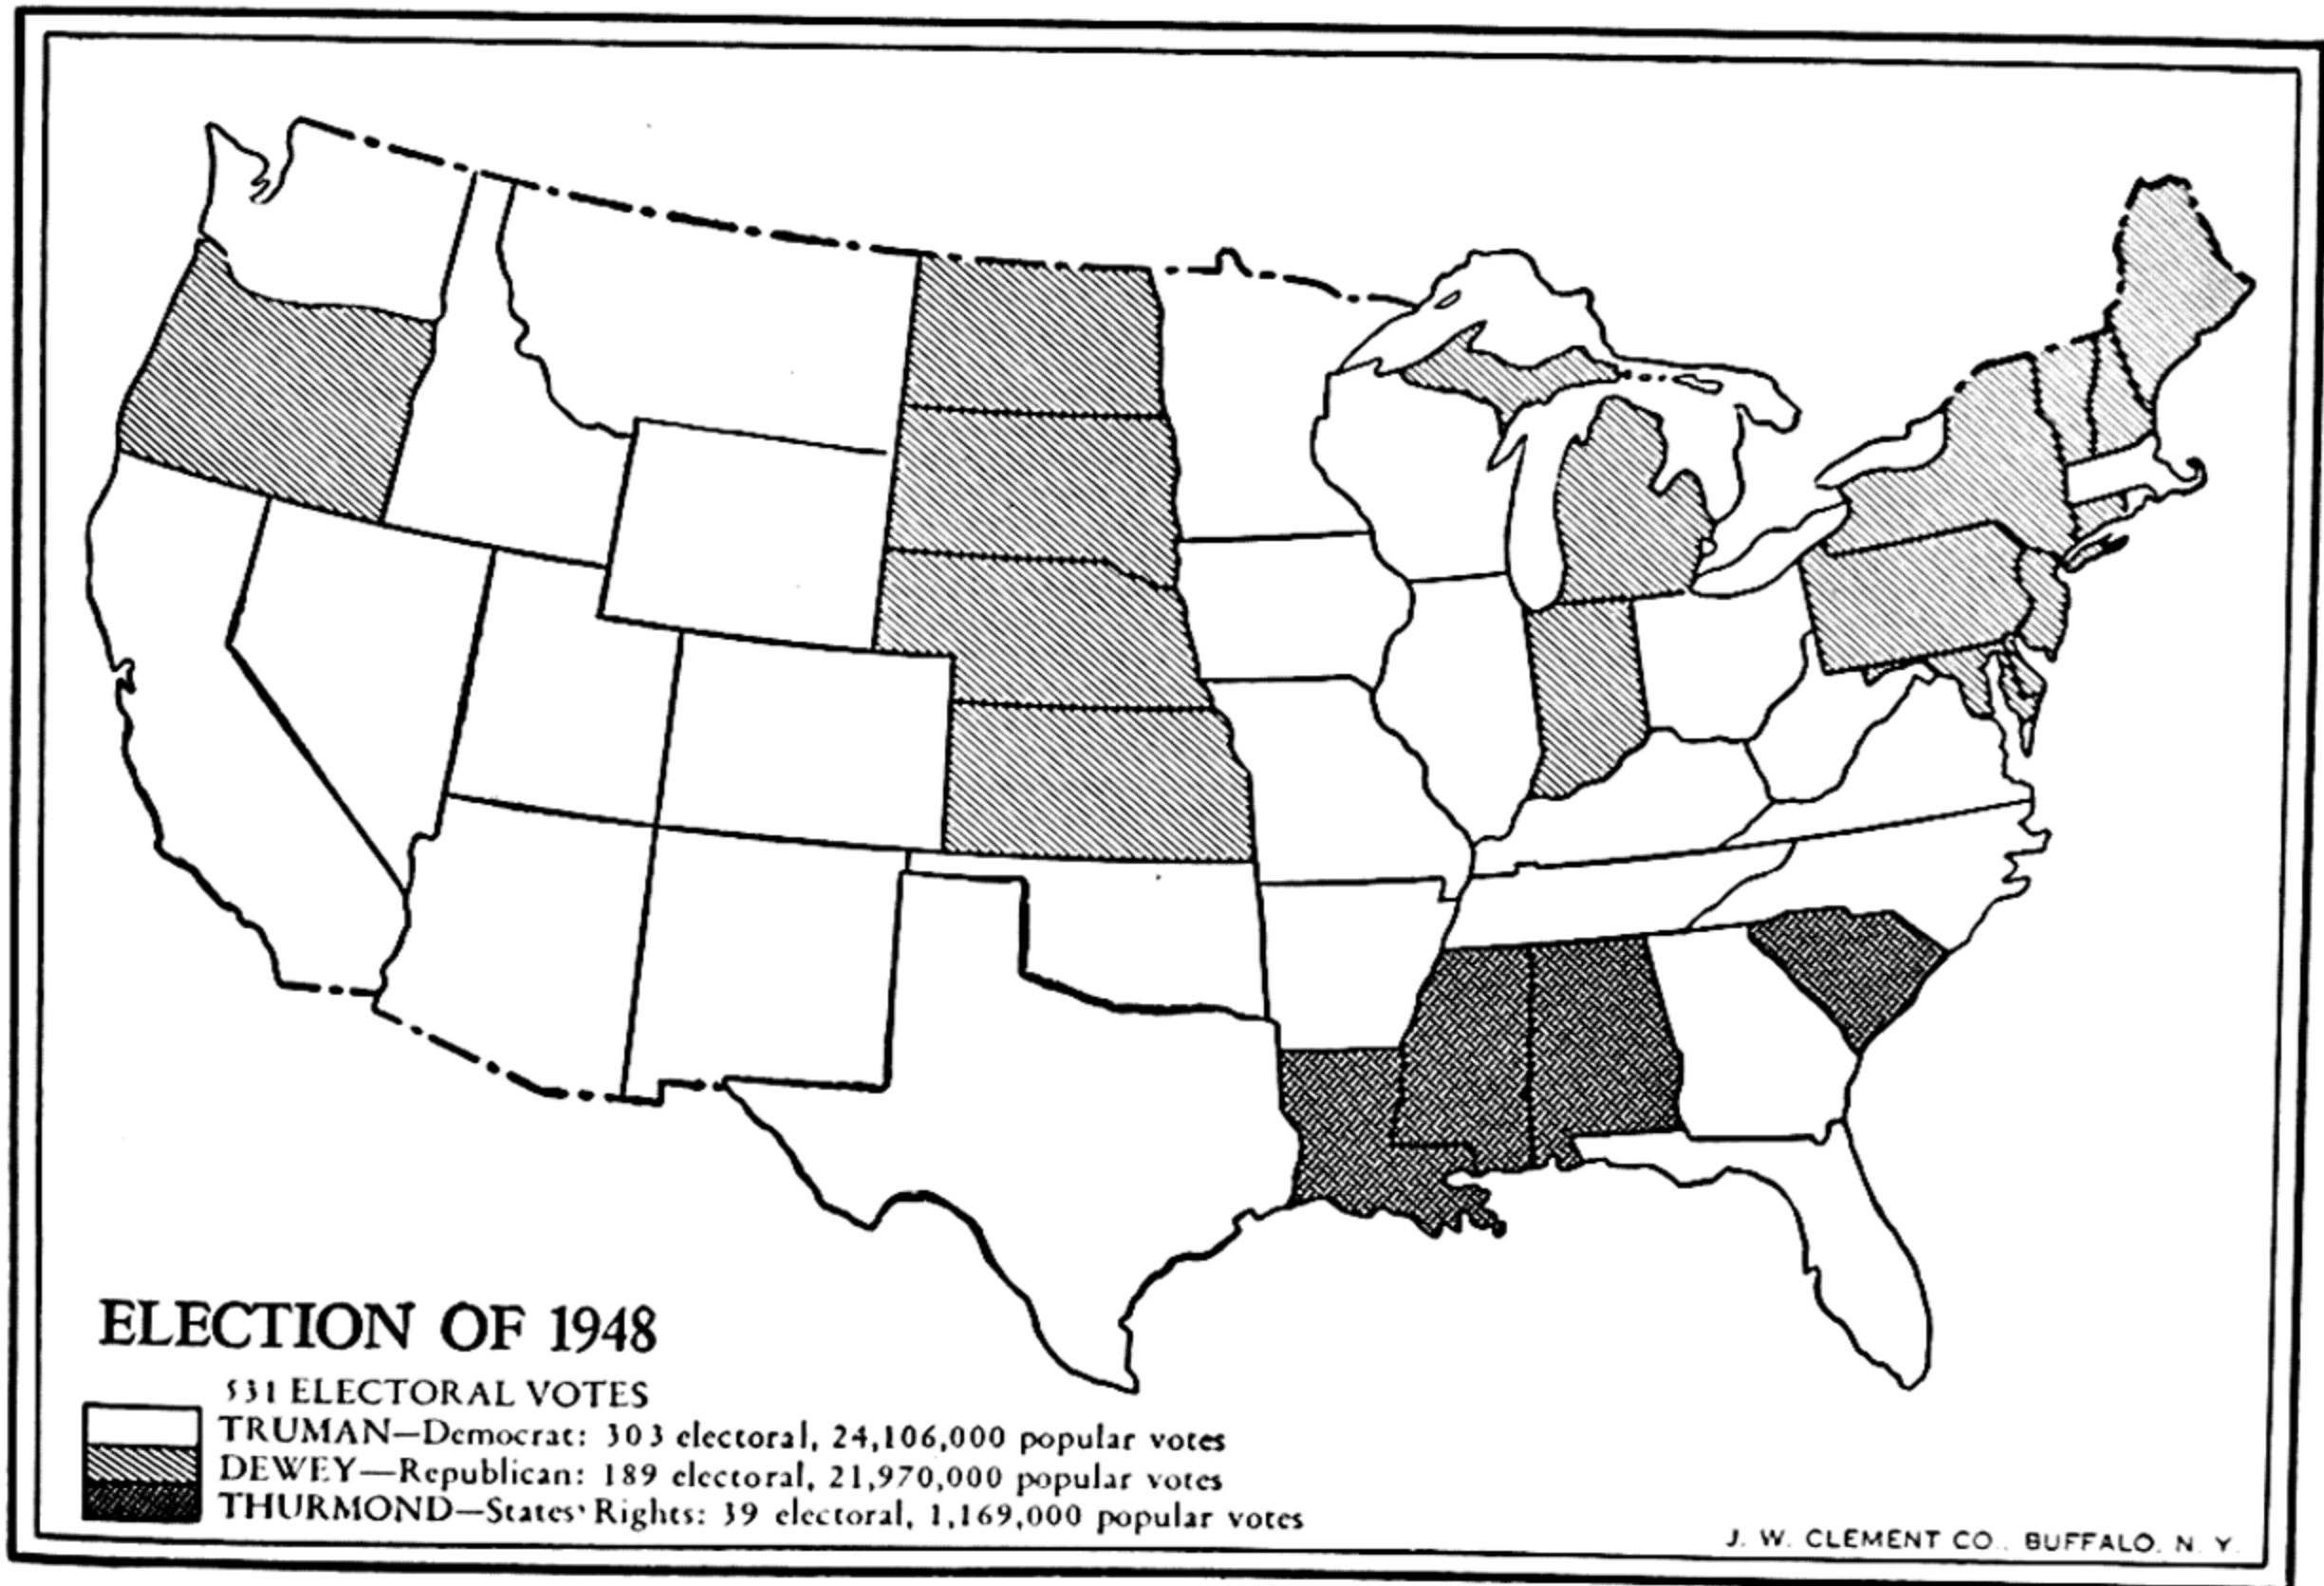 ELECTION OF 1948
531 ELECTORAL VOTES
TRUMAN—Democrat: 303 electoral, 24,106,000 popular votes
DEWEY—Republican: 189 electoral, 21,970,000 popular votes
THURMOND—States' Rights: 39 electoral, 1,169,000 popular votes
J. W. CLEMENT CO., BUFFALO, N. Y.